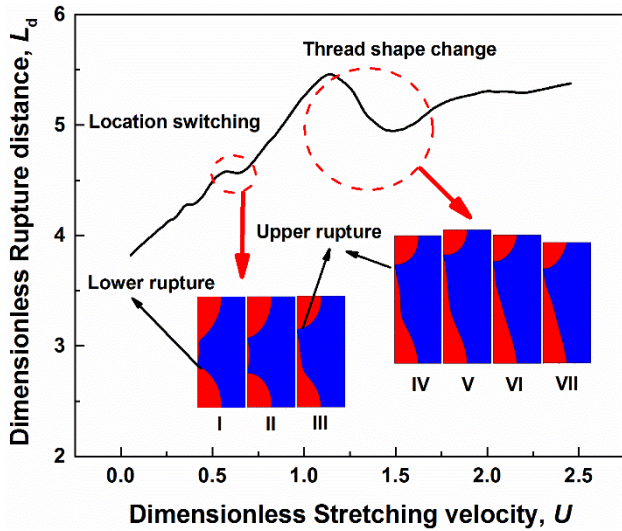 6
5
4
3
2
Dimensionless Rupture distance, Ld
Thread shape change
Location switching
Upper rupture
Lower rupture
I II III
IV V VI VII
0.0 0.5 1.0 1.5 2.0 2.5
Dimensionless Stretching velocity, U